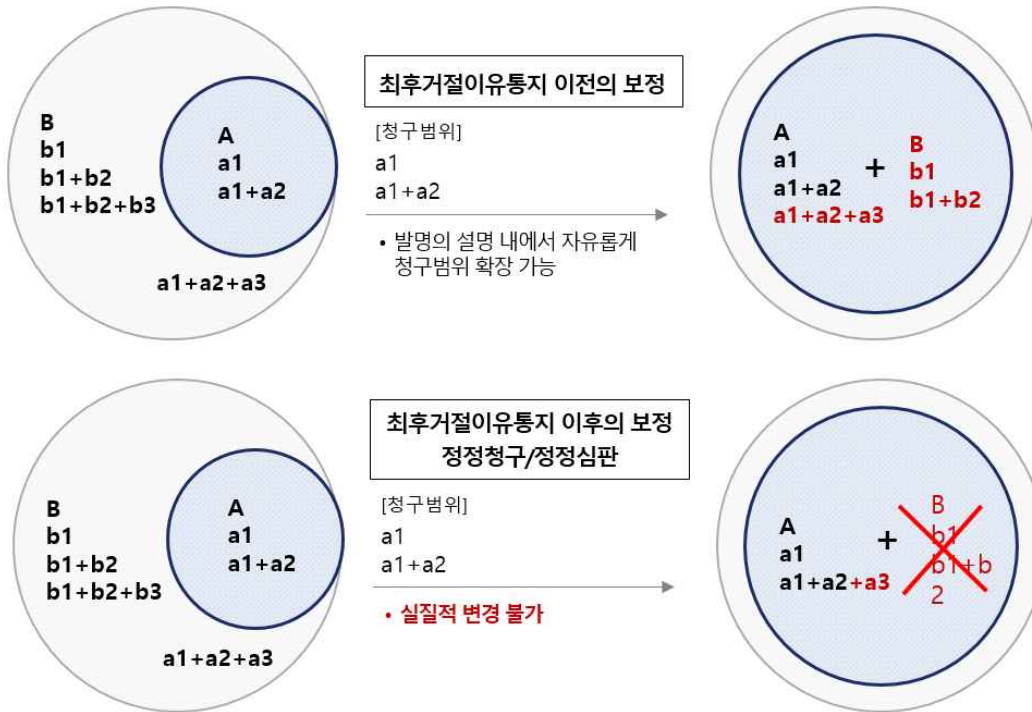 B
b1
b1+b2
b1+b2+b3
A
a1
a1+a2
a1+a2+a3
최후거절이유통지 이전의 보정
[청구범위]
a1
a1+a2
• 발명의 설명 내에서 자유롭게
청구범위 확장 가능
A
a1
a1+a2
a1+a2+a3
+
B
b1
b1+b2
B
b1
b1+b2
b1+b2+b3
A
a1
a1+a2
a1+a2+a3
최후거절이유통지 이후의 보정
정정청구/정정심판
[청구범위]
a1
a1+a2
• 실질적 변경 불가
A
a1
a1+a2+a3
+
B
b1
b1+b
2